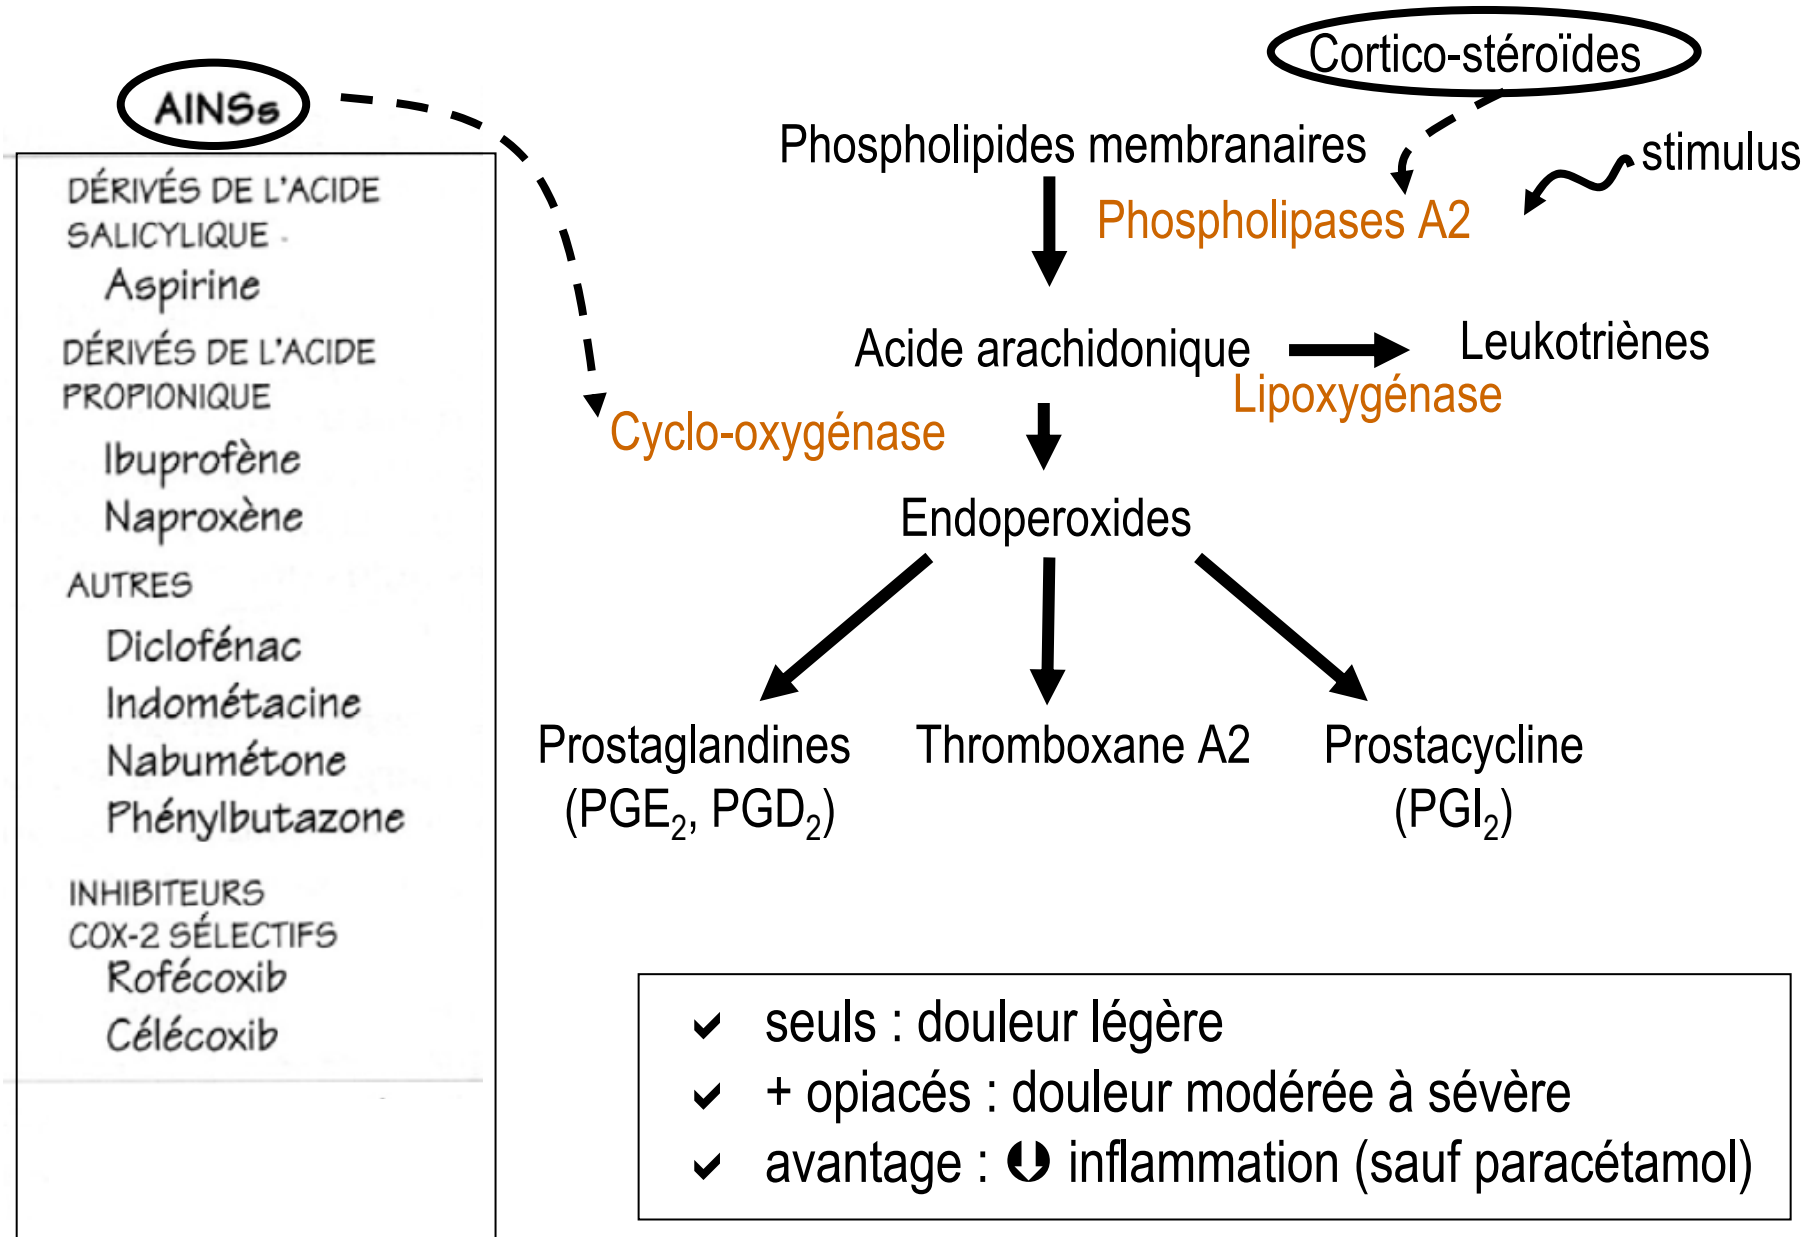 AINSs
DÉRIVÉS DE L'ACIDE
SALICYLIQUE
Aspirine
DÉRIVÉS DE L'ACIDE
PROPIONIQUE
Ibuprofène
Naproxène
AUTRES
Diclofénac
Indométacine
Nabumétone
Phénylbutazone
INHIBITEURS
COX-2 SÉLECTIFS
Rofécoxib
Célécoxib
Cortico-stéroïdes
Phospholipides membranaires
stimulus
Phospholipases A2
Acide arachidonique
Leukotriènes
Lipoxygénase
Cyclo-oxygénase
Endoperoxides
Prostaglandines
(PGE₂, PGD₂)
Thromboxane A2
Prostacycline
(PGI₂)
✓ seuls : douleur légère
✓ + opiacés : douleur modérée à sévère
✓ avantage : ⬇ inflammation (sauf paracétamol)